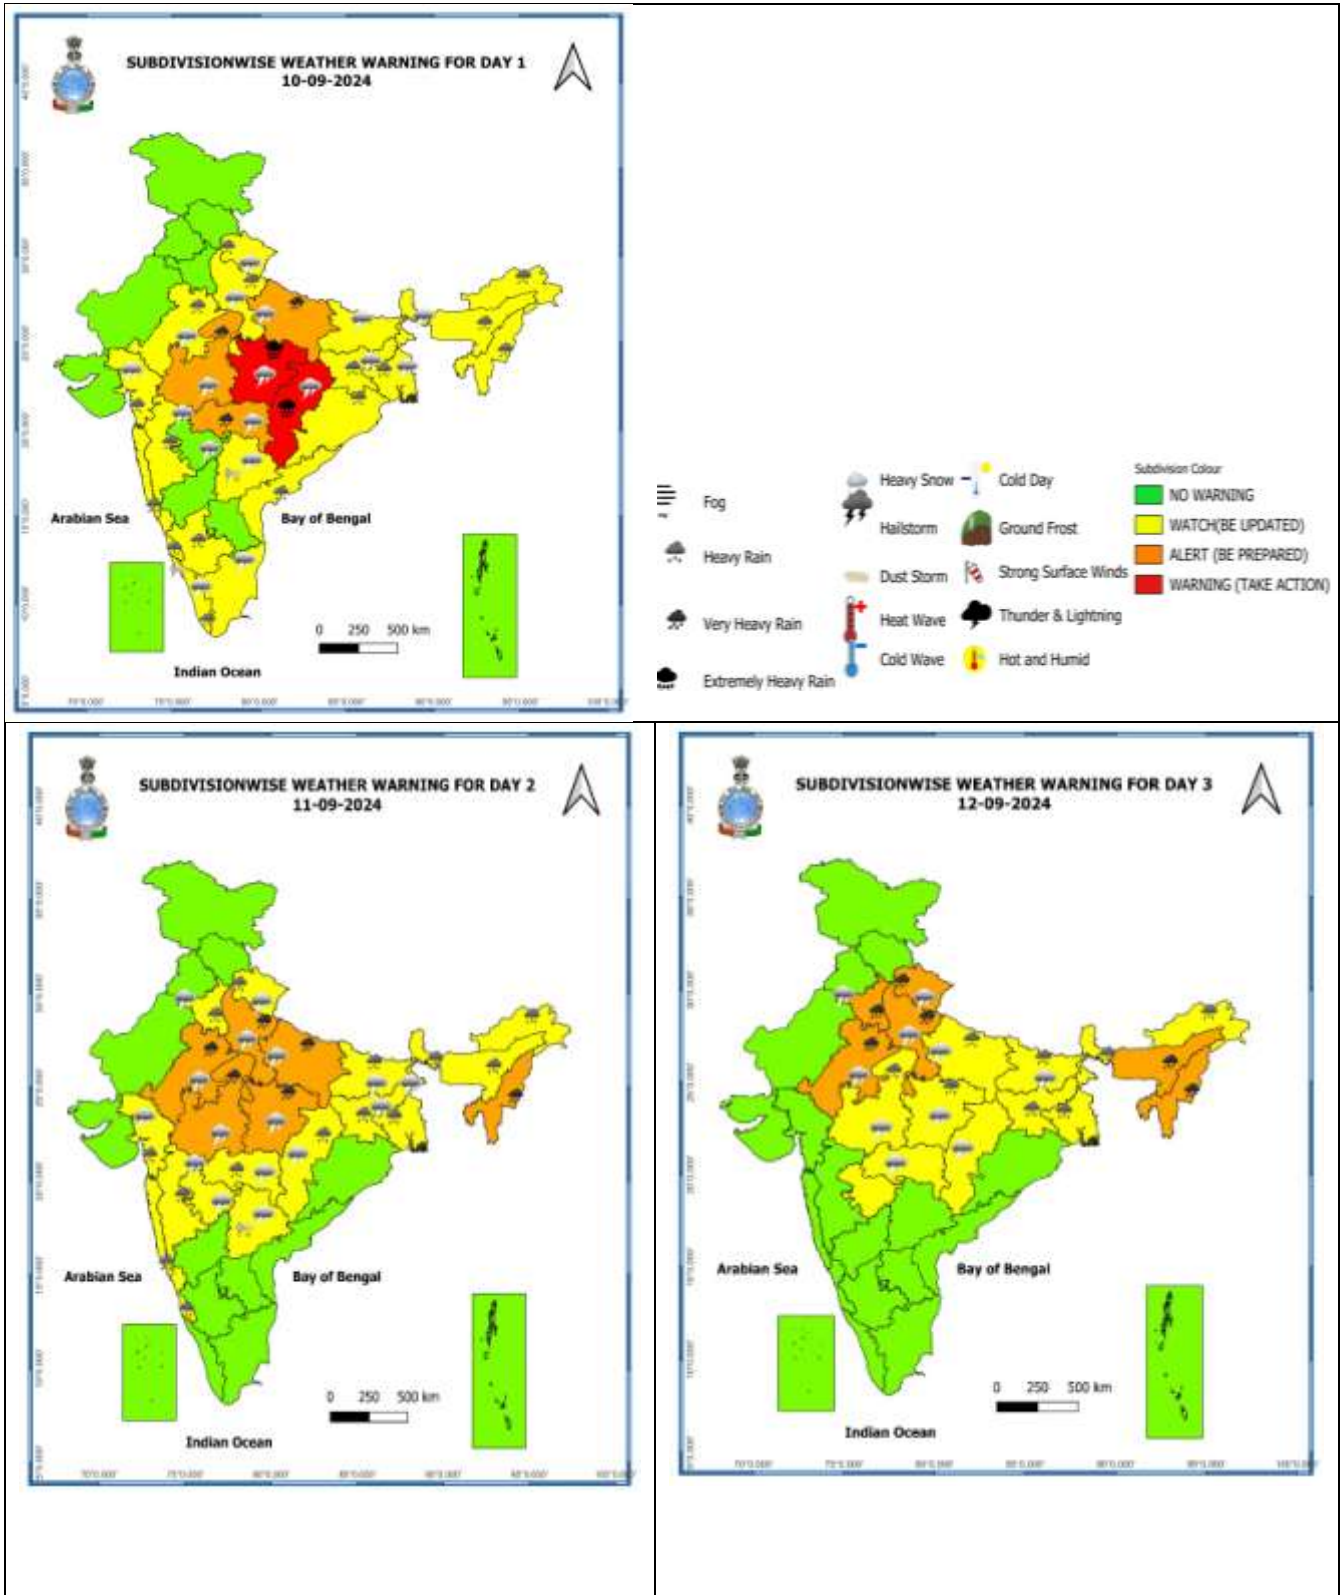 SUBDIVISIONWISE WEATHER WARNING FOR DAY 1
10-09-2024
Arabian Sea
Bay of Bengal
0 250 500 km
Indian Ocean
Fog
Heavy Rain
Very Heavy Rain
Extremely Heavy Rain
Heavy Snow
Hailstorm
Dust Storm
Heat Wave
Cold Wave
Cold Day
Ground Frost
Strong Surface Winds
Thunder & Lightning
Hot and Humid
Subdivision Colour
NO WARNING
WATCH(BE UPDATED)
ALERT (BE PREPARED)
WARNING (TAKE ACTION)
SUBDIVISIONWISE WEATHER WARNING FOR DAY 2
11-09-2024
Arabian Sea
Bay of Bengal
0 250 500 km
Indian Ocean
SUBDIVISIONWISE WEATHER WARNING FOR DAY 3
12-09-2024
Arabian Sea
Bay of Bengal
0 250 500 km
Indian Ocean